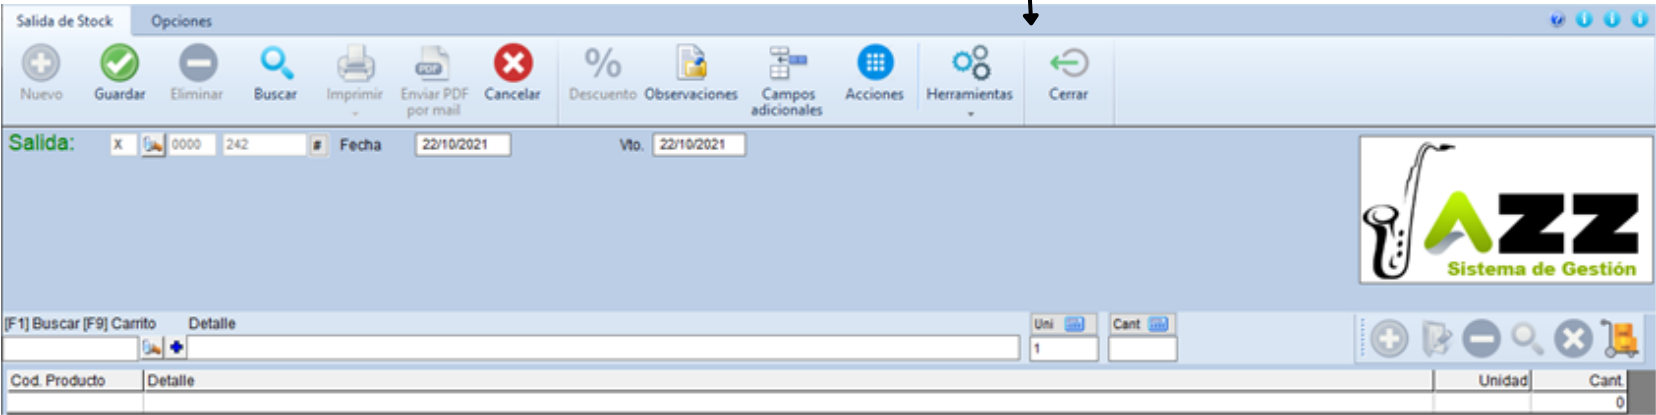 Salida de Stock Opciones
Nuevo Guardar Eliminar Buscar Imprimir Enviar PDF por mail Cancelar Descuento Observaciones Campos adicionales Acciones Herramientas Cerrar
Salida: X 0000 242 # Fecha 22/10/2021 Vto. 22/10/2021
AZZ
Sistema de Gestión
[F1] Buscar [F9] Carrito Detalle Uni Cant
1
Cod. Producto Detalle Unidad Cant.
0